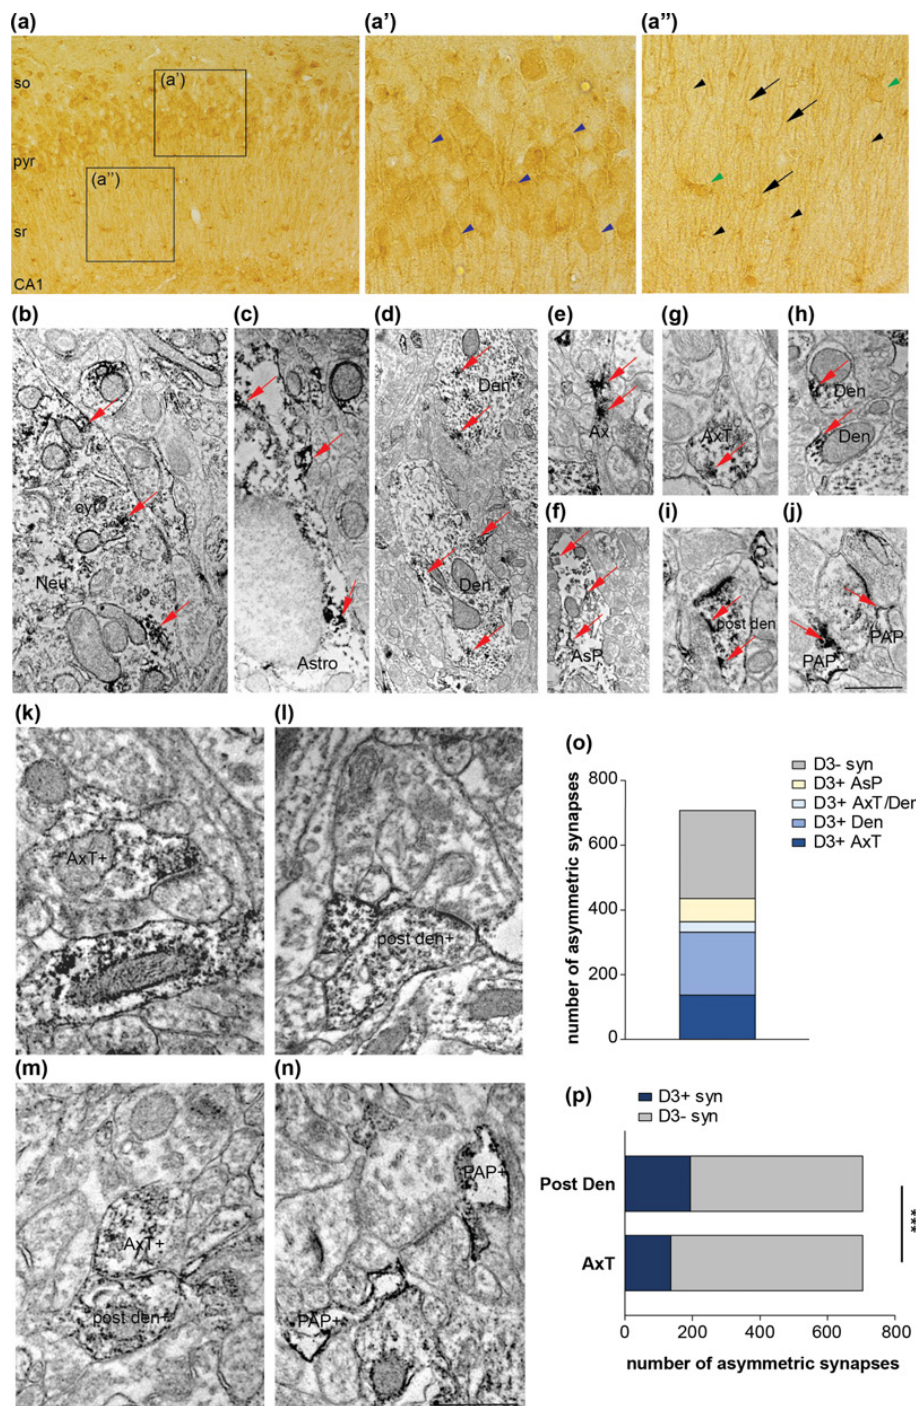 (a)
so
(a')
pyr
(a'')
sr
CA1
(a')
(a'')
(b)
cyt
Neu
(c)
Astro
(d)
Den
Den
(e)
Ax
(f)
AsP
(g)
AxT
(h)
Den
Den
(i)
post den
(j)
PAP
PAP
(k)
AxT+
(l)
post den+
(m)
AxT+
post den+
(n)
PAP+
PAP+
(o)
D3- syn
D3+ AsP
D3+ AxT/Den
D3+ Den
D3+ AxT
number of asymmetric synapses
800
600
400
200
0
(p)
D3+ syn
D3- syn
Post Den
AxT
***
0 200 400 600 800
number of asymmetric synapses